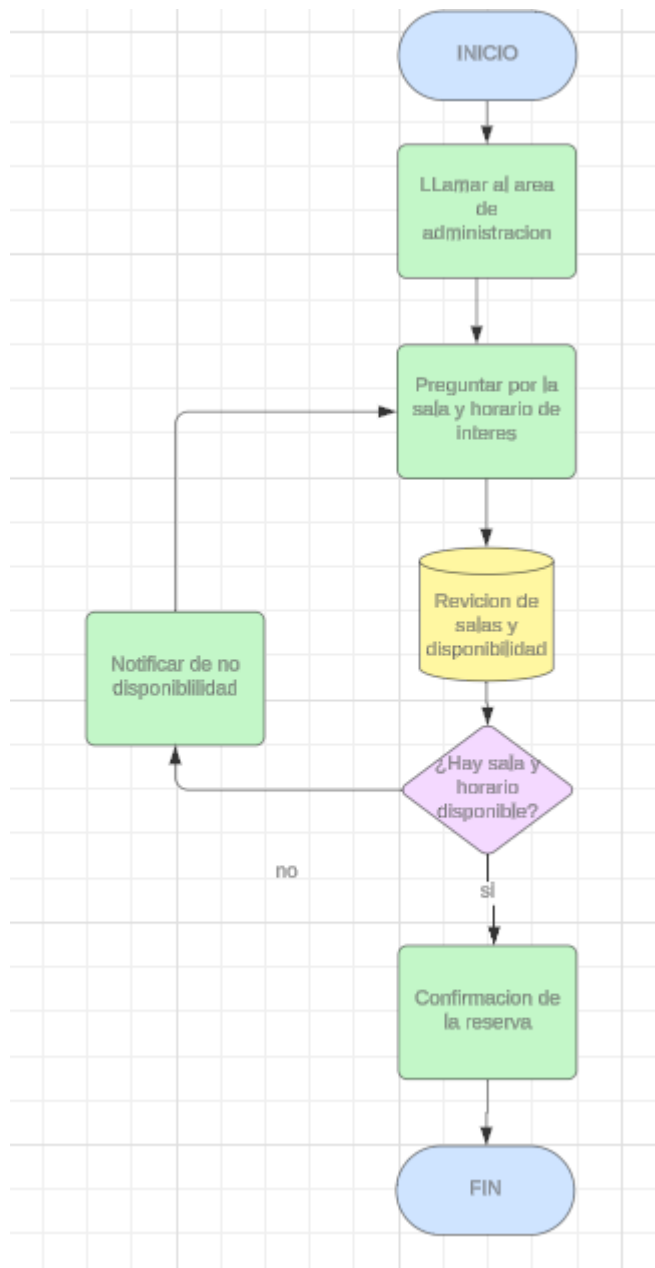 INICIO
LLamar al area
de
administracion
Preguntar por la
sala y horario de
interes
Revicion de
salas y
disponibilidad
Notificar de no
disponiblilidad
¿Hay sala y
horario
disponible?
no
si
Confirmacion de
la reserva
FIN